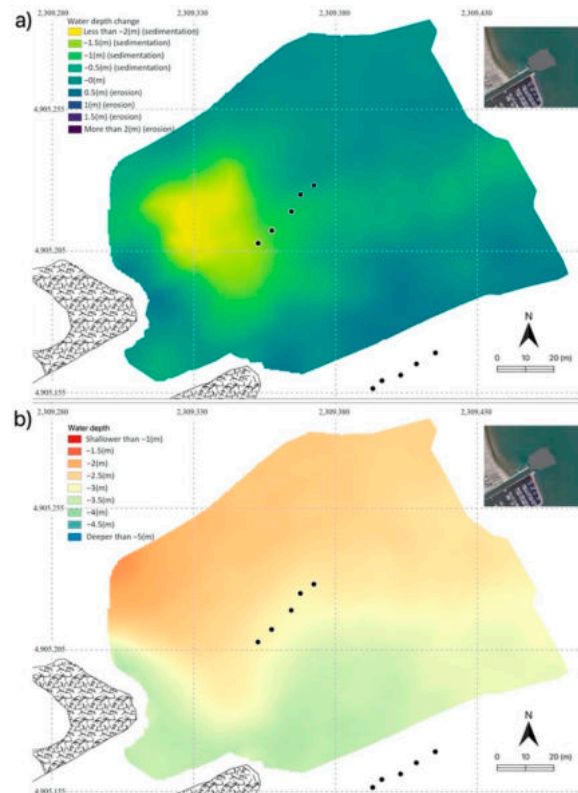 a)
2,309,280 2,309,330 2,309,380 2,309,430
Water depth change
Less than −2(m) (sedimentation)
−1.5(m) (sedimentation)
−1(m) (sedimentation)
−0.5(m) (sedimentation)
−0(m)
0.5(m) (erosion)
1(m) (erosion)
1.5(m) (erosion)
More than 2(m) (erosion)
4,905,255
4,905,205
4,905,155
N
0 10 20 (m)
2,309,280 2,309,330 2,309,380 2,309,430
b)
Water depth
Shallower than −1(m)
−1.5(m)
−2(m)
−2.5(m)
−3(m)
−3.5(m)
−4(m)
−4.5(m)
Deeper than −5(m)
4,905,255
4,905,205
4,905,155
N
0 10 20 (m)